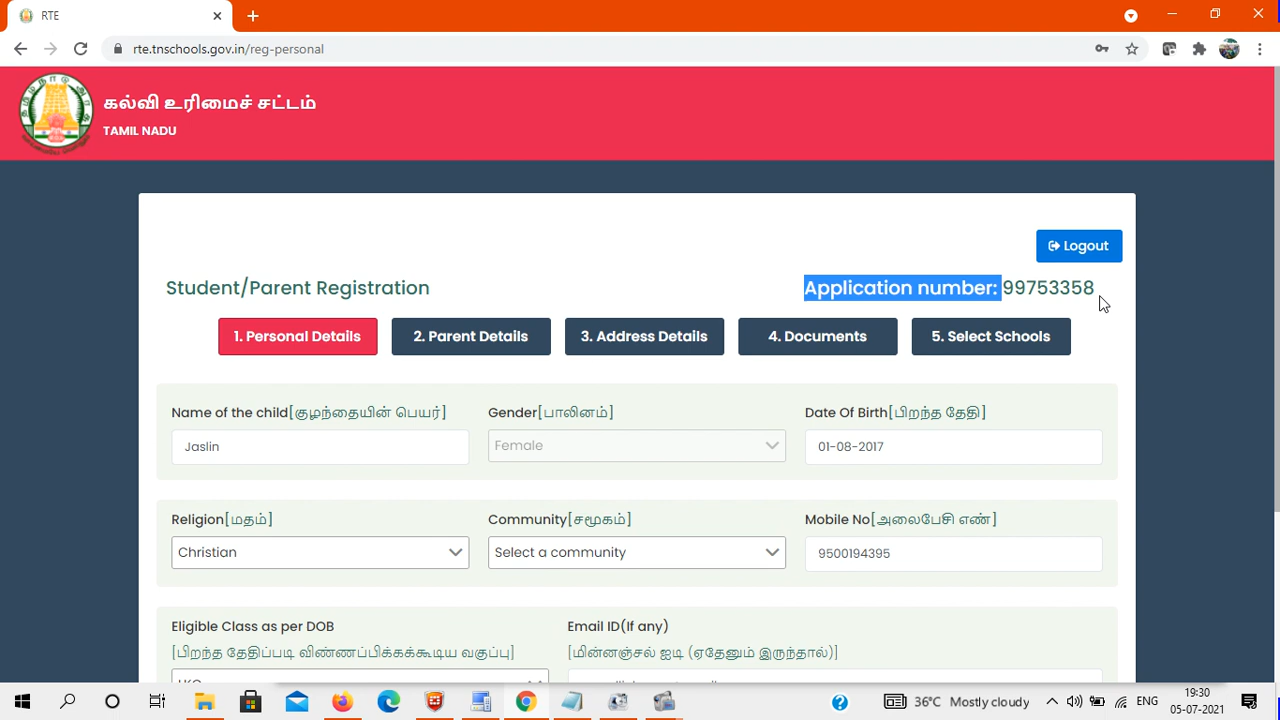 RTE
rte.tnschools.gov.in/reg-personal
கல்வி உரிமைச் சட்டம்
TAMIL NADU
Logout
Student/Parent Registration
Application number: 99753358
1. Personal Details
2. Parent Details
3. Address Details
4. Documents
5. Select Schools
Name of the child[குழந்தையின் பெயர்]
Gender[பாலினம்]
Date Of Birth[பிறந்த தேதி]
Jaslin
Female
01-08-2017
Religion[மதம்]
Community[சமூகம்]
Mobile No[அலைபேசி எண்]
Christian
Select a community
9500194395
Eligible Class as per DOB
[பிறந்த தேதிப்படி விண்ணப்பிக்கக்கூடிய வகுப்பு]
Email ID(If any)
[மின்னஞ்சல் ஐடி (ஏதேனும் இருந்தால்)]
LKG
36°C Mostly cloudy
ENG
19:30
05-07-2021